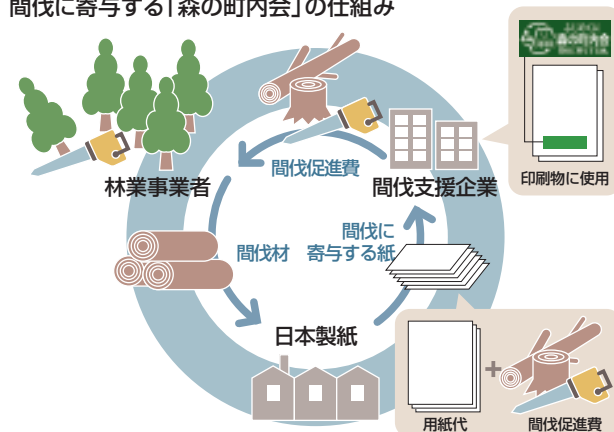 間伐に寄与する「森の町内会」の仕組み
森の町内会
印刷物に使用
林業事業者
間伐促進費
間伐支援企業
間伐材
間伐に
寄与する紙
日本製紙
+
用紙代
間伐促進費